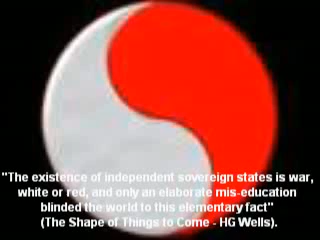 "The existence of independent sovereign states is war,
white or red, and only an elaborate mis-education
blinded the world to this elementary fact"
(The Shape of Things to Come - HG Wells).